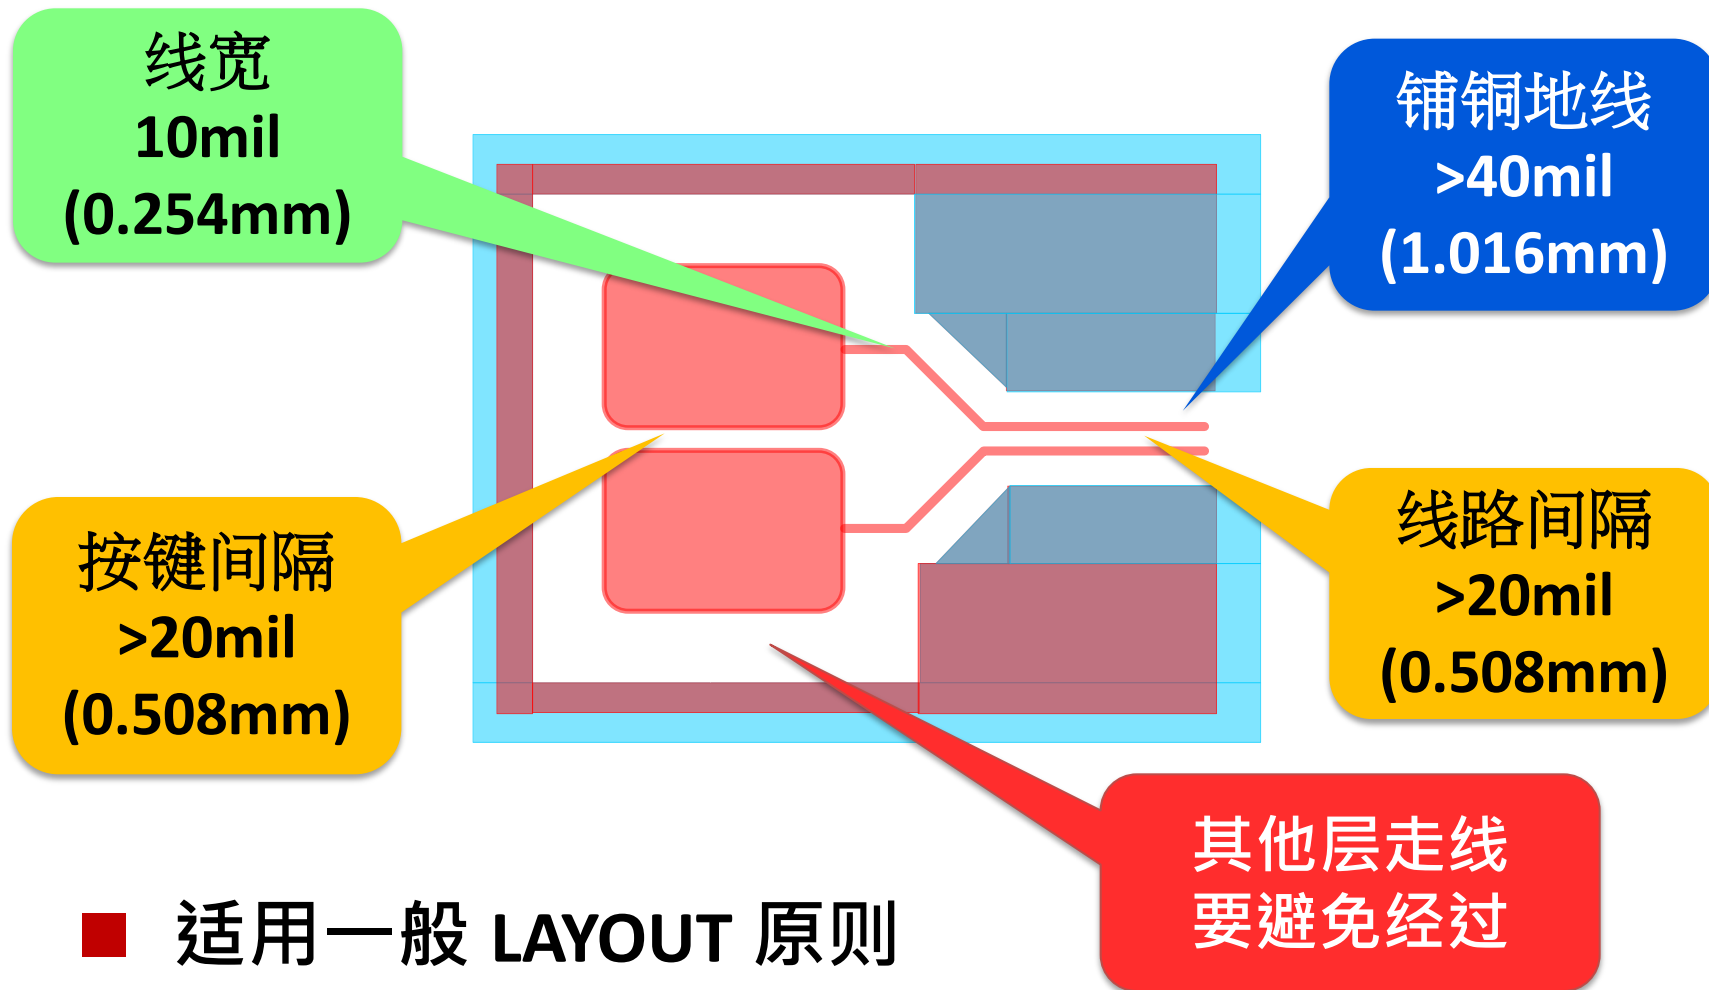 线宽
10mil
(0.254mm)
铺铜地线
>40mil
(1.016mm)
按键间隔
>20mil
(0.508mm)
线路间隔
>20mil
(0.508mm)
其他层走线
要避免经过
适用一般 LAYOUT 原则